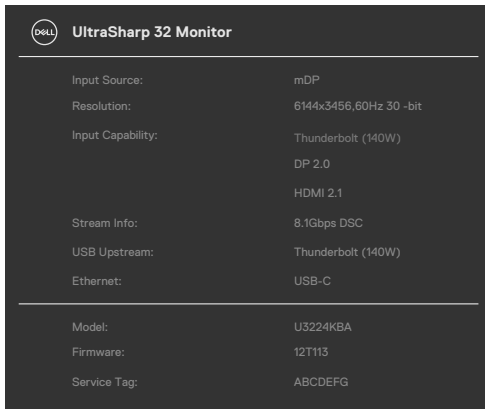 DELL UltraSharp 32 Monitor
Input Source: mDP
Resolution: 6144x3456,60Hz 30 -bit
Input Capability: Thunderbolt (140W)
DP 2.0
HDMI 2.1
Stream Info: 8.1Gbps DSC
USB Upstream: Thunderbolt (140W)
Ethernet: USB-C
Model: U3224KBA
Firmware: 12T113
Service Tag: ABCDEFG